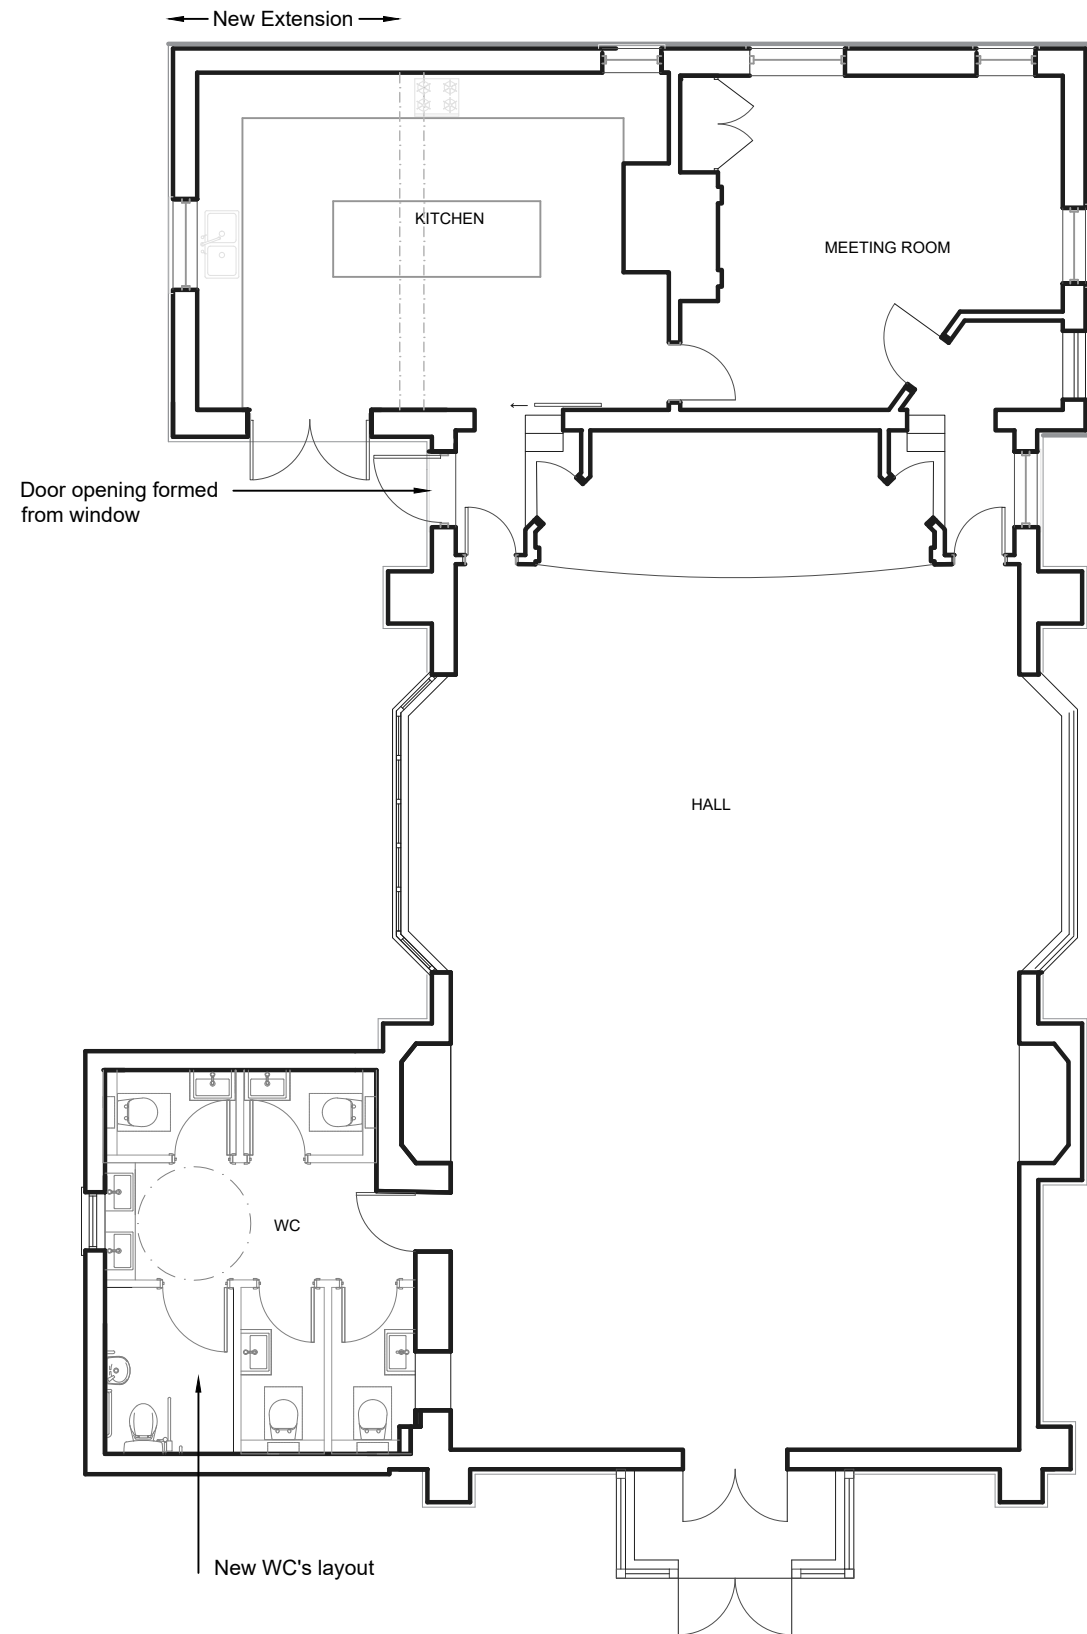 New Extension
KITCHEN
MEETING ROOM
Door opening formed
from window
HALL
WC
New WC's layout